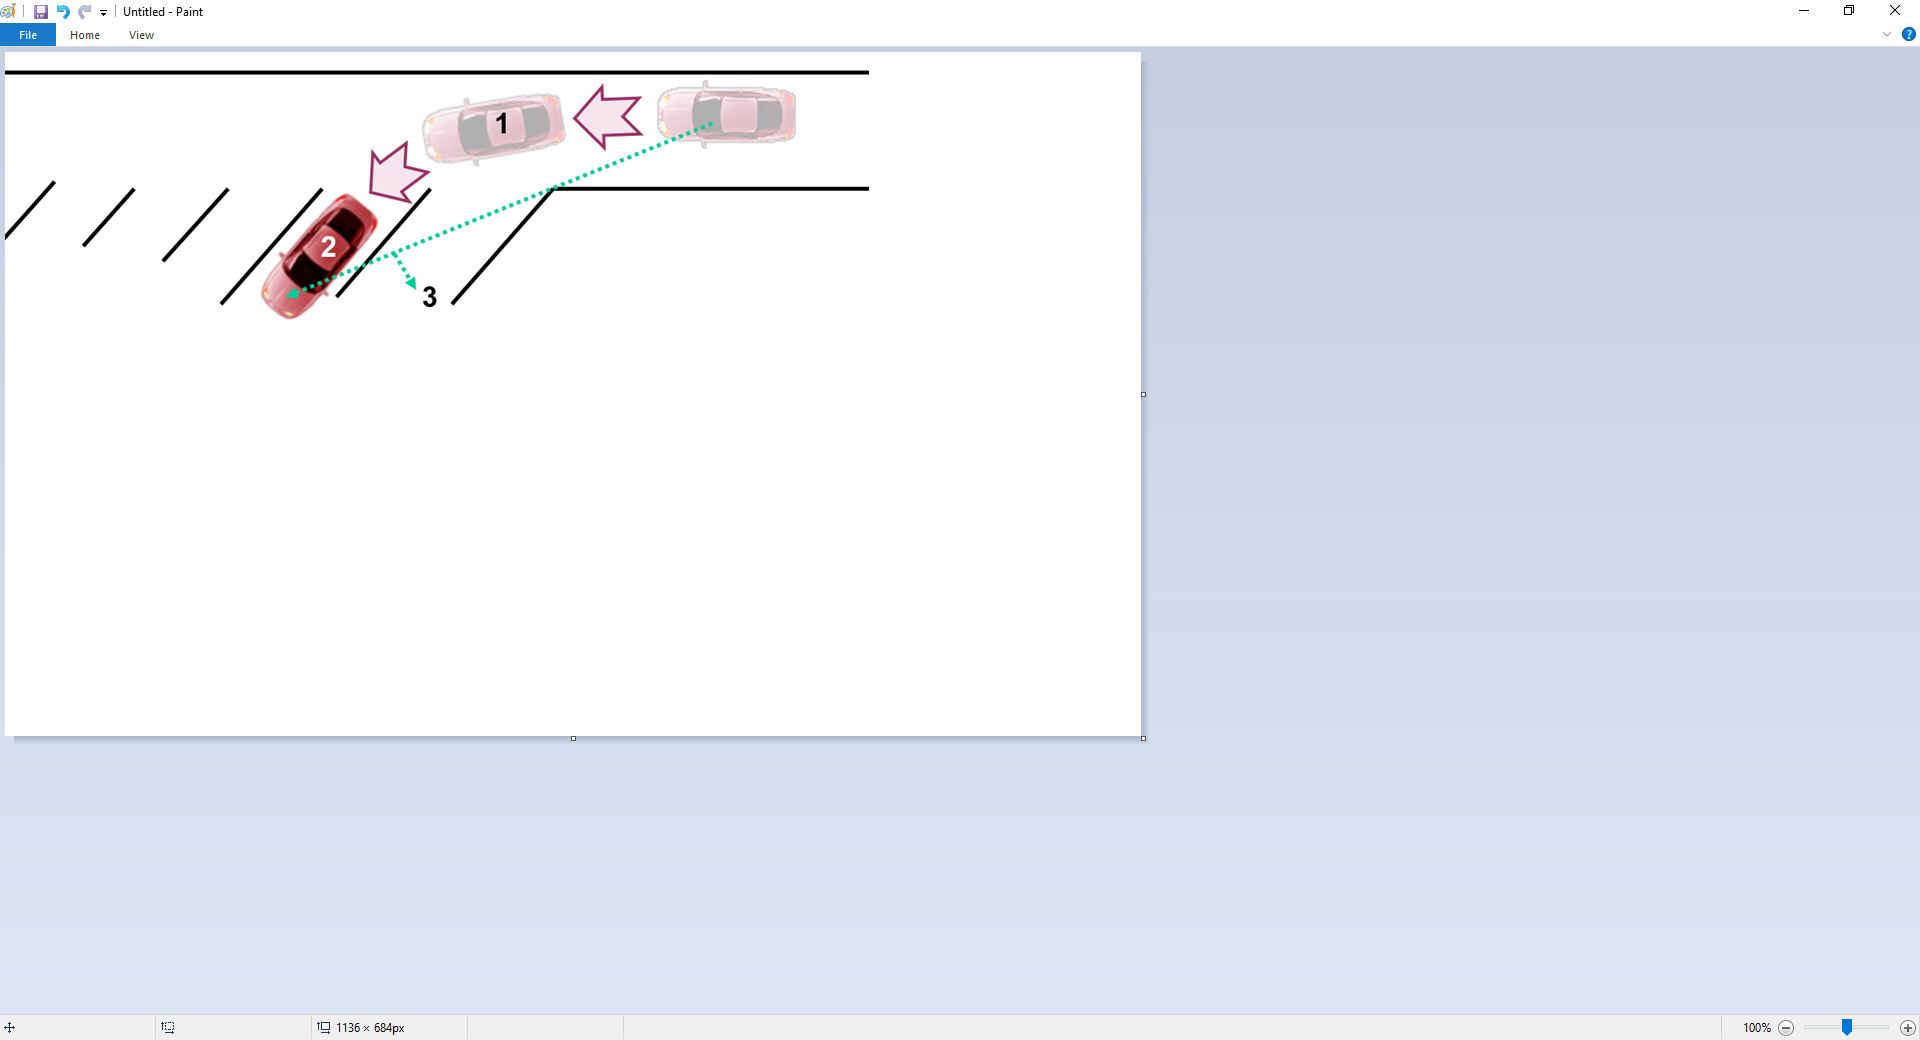 Untitled - Paint
File Home View
1
2
3
1136 × 684px
100%